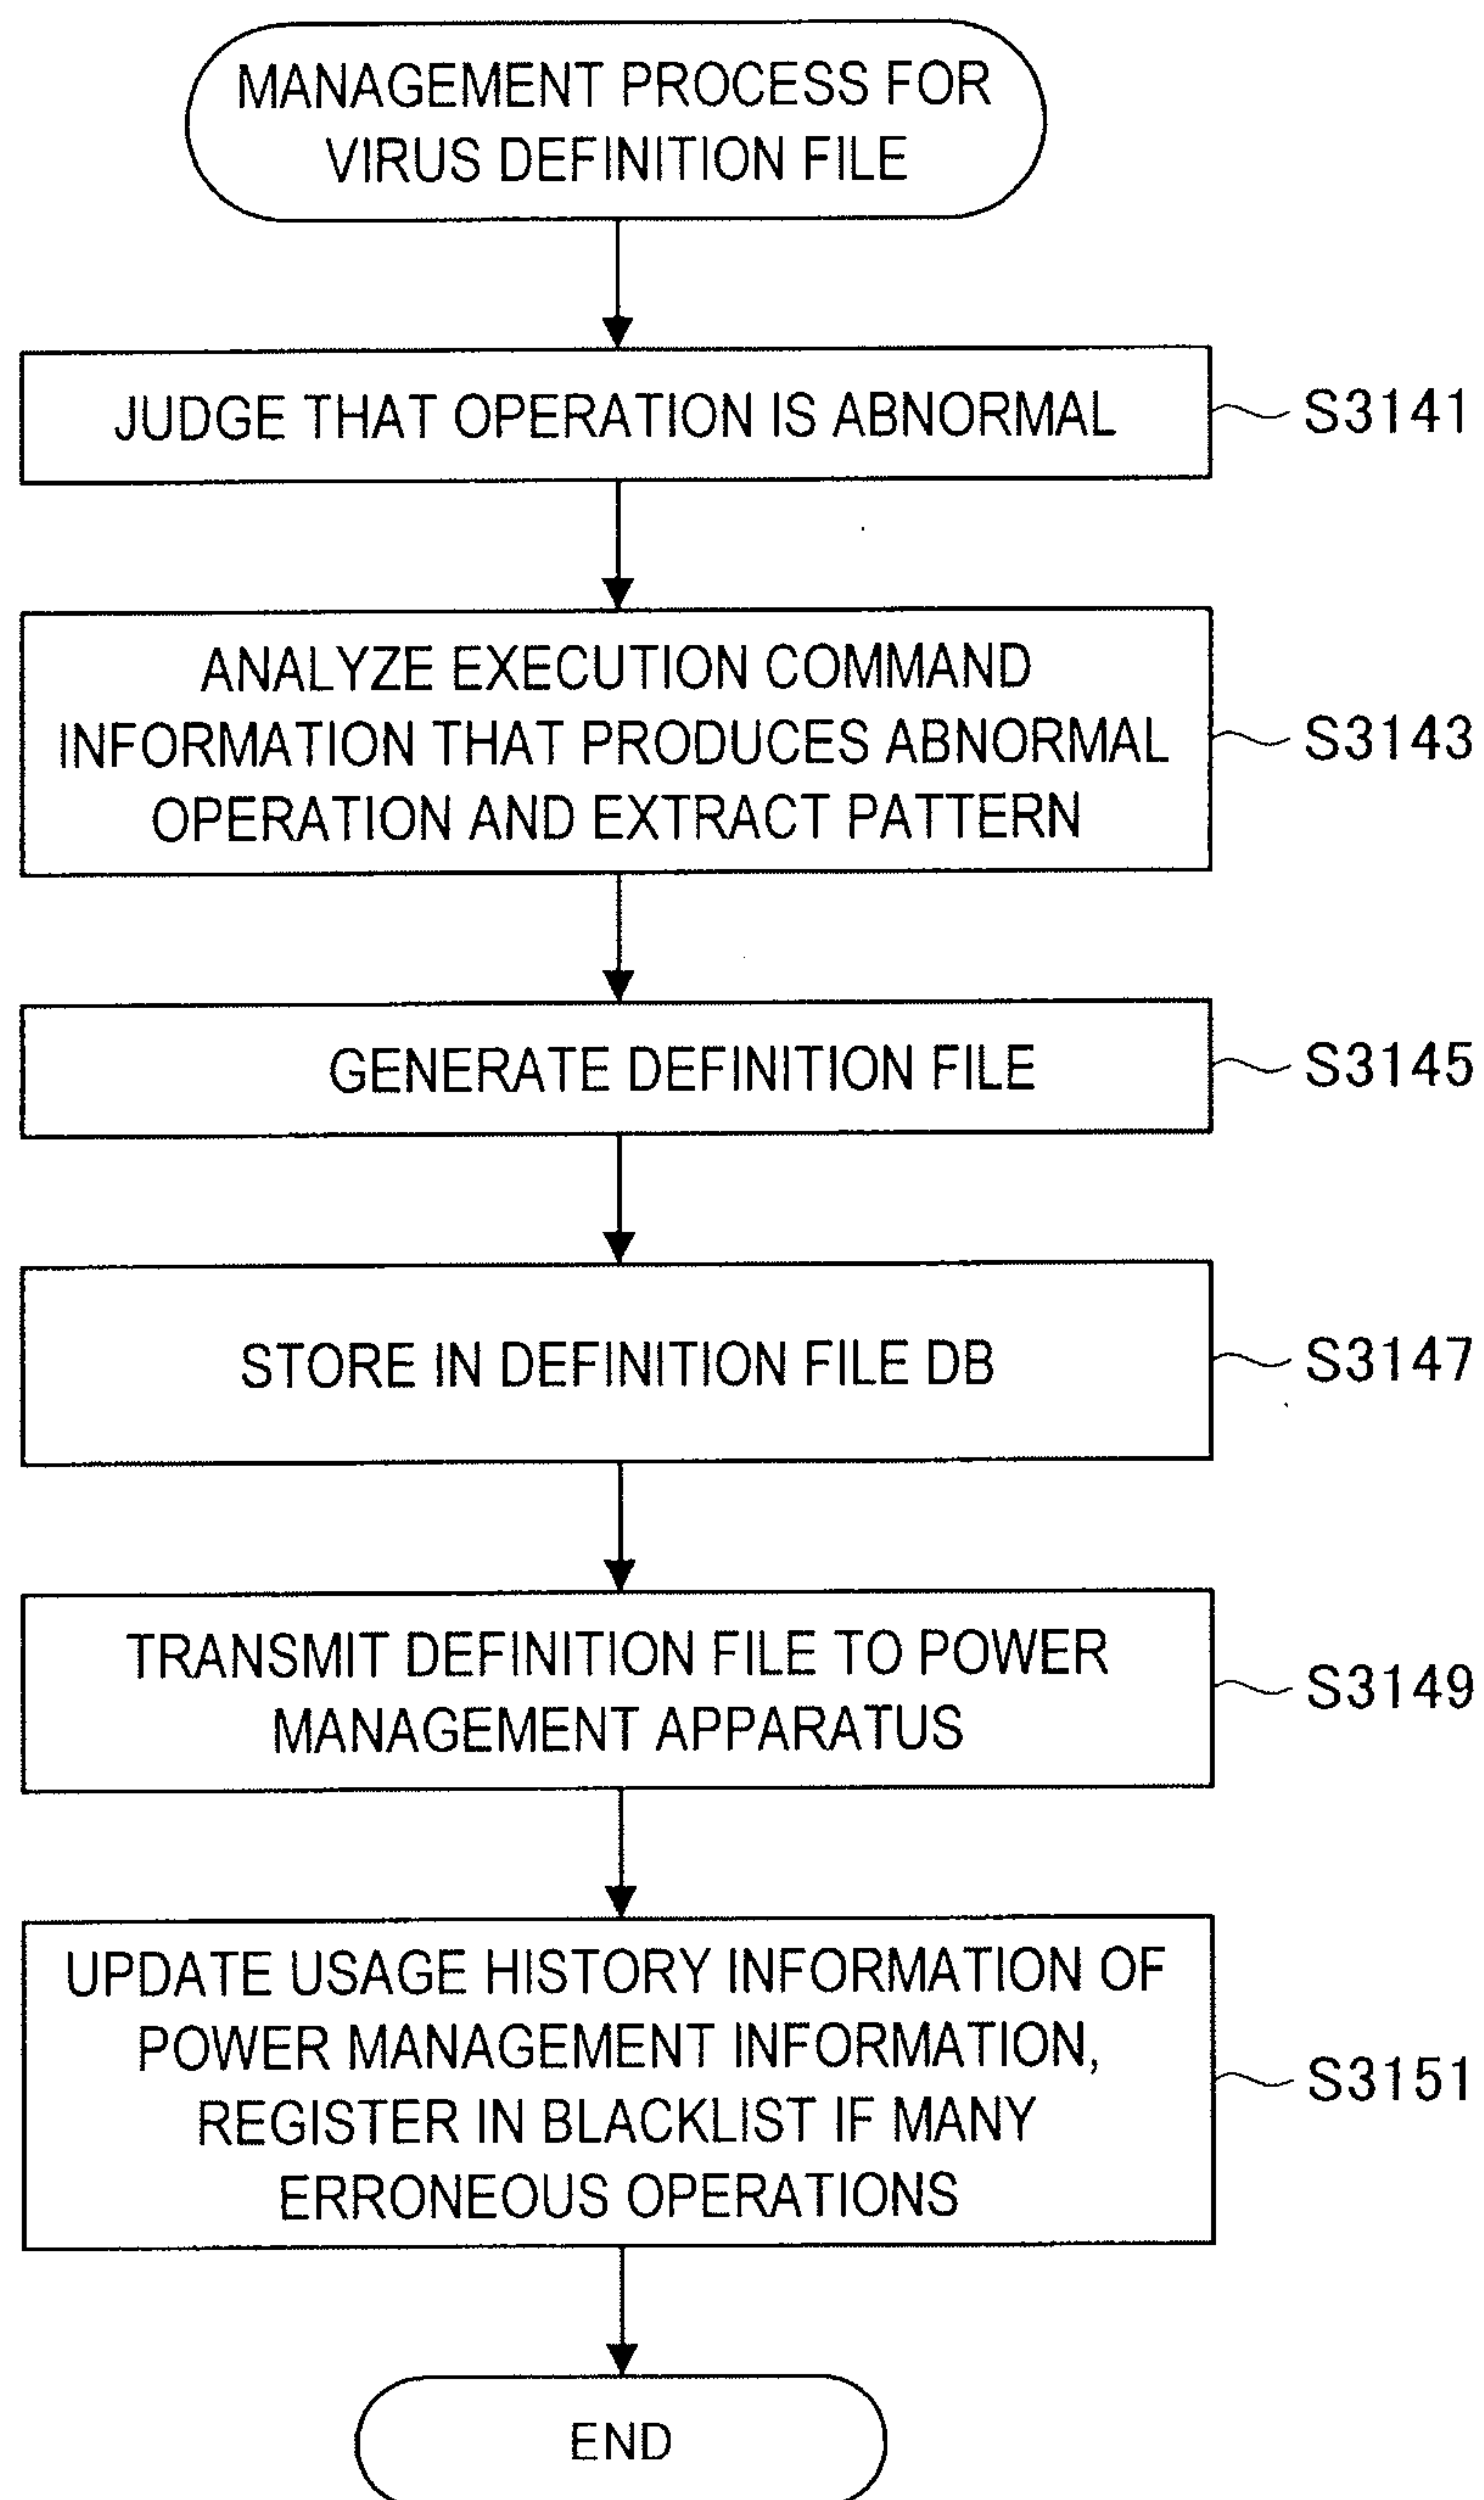 MANAGEMENT PROCESS FOR
VIRUS DEFINITION FILE
JUDGE THAT OPERATION IS ABNORMAL
S3141
ANALYZE EXECUTION COMMAND
INFORMATION THAT PRODUCES ABNORMAL
OPERATION AND EXTRACT PATTERN
S3143
GENERATE DEFINITION FILE
S3145
STORE IN DEFINITION FILE DB
S3147
TRANSMIT DEFINITION FILE TO POWER
MANAGEMENT APPARATUS
S3149
UPDATE USAGE HISTORY INFORMATION OF
POWER MANAGEMENT INFORMATION,
REGISTER IN BLACKLIST IF MANY
ERRONEOUS OPERATIONS
S3151
END